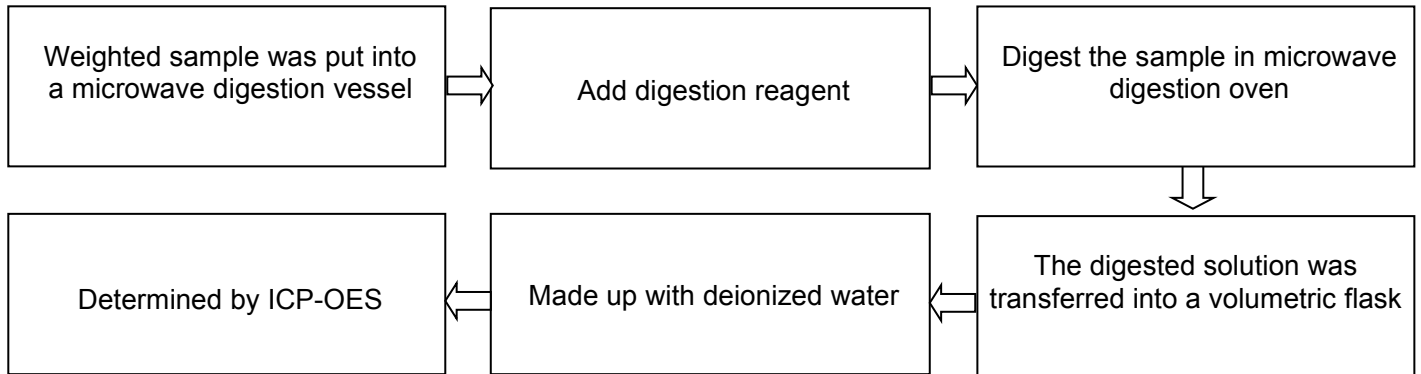 Weighted sample was put into
a microwave digestion vessel
Add digestion reagent
Digest the sample in microwave
digestion oven
The digested solution was
transferred into a volumetric flask
Made up with deionized water
Determined by ICP-OES